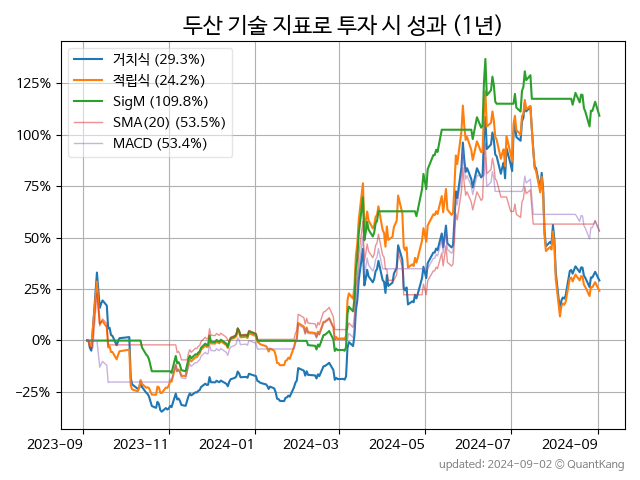 두산 기술 지표로 투자 시 성과 (1년)
거치식 (29.3%)
적립식 (24.2%)
SigM (109.8%)
SMA(20) (53.5%)
MACD (53.4%)
125%
100%
75%
50%
25%
0%
−25%
2023-09
2023-11
2024-01
2024-03
2024-05
2024-07
2024-09
updated: 2024-09-02 © QuantKang